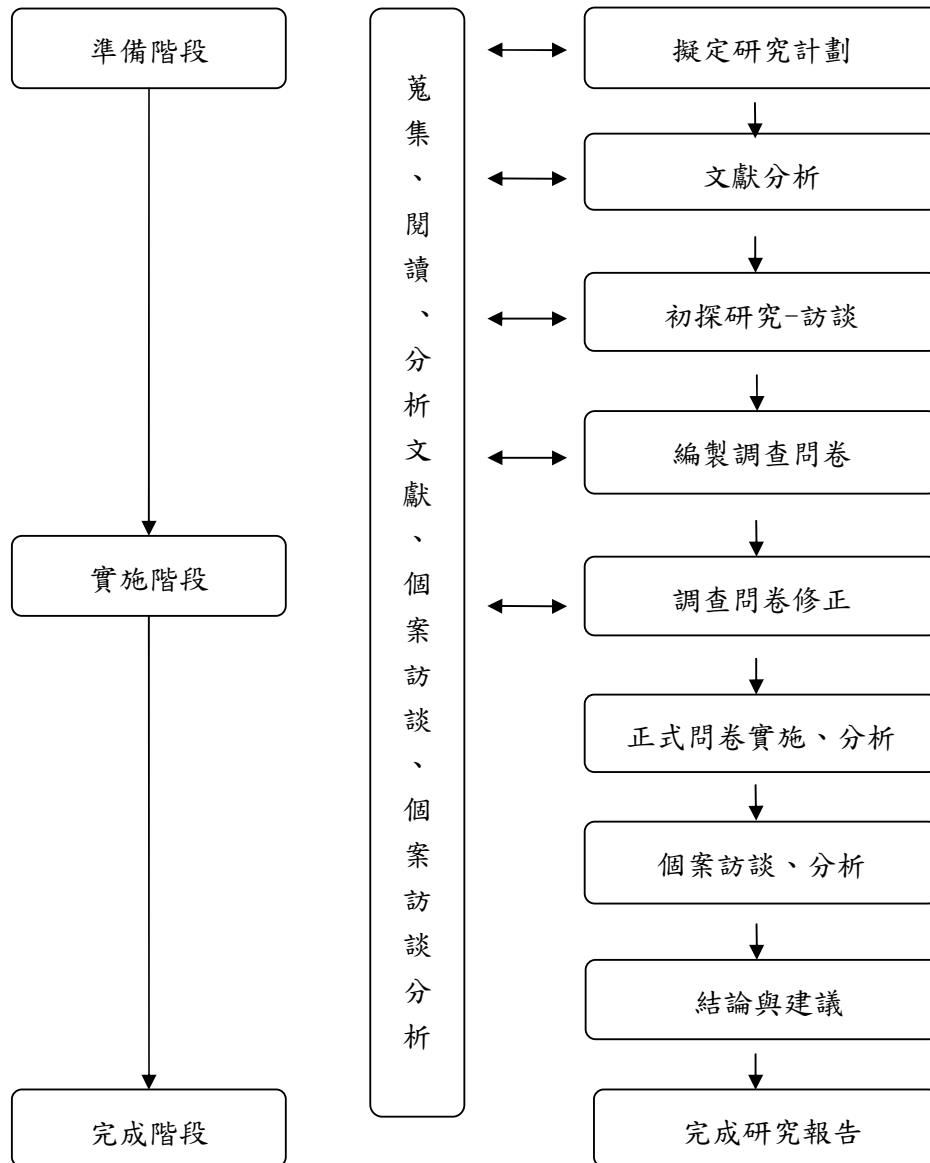 準備階段
實施階段
完成階段
蒐集、閱讀、分析文獻、個案訪談、個案訪談分析
擬定研究計劃
文獻分析
初探研究-訪談
編製調查問卷
調查問卷修正
正式問卷實施、分析
個案訪談、分析
結論與建議
完成研究報告